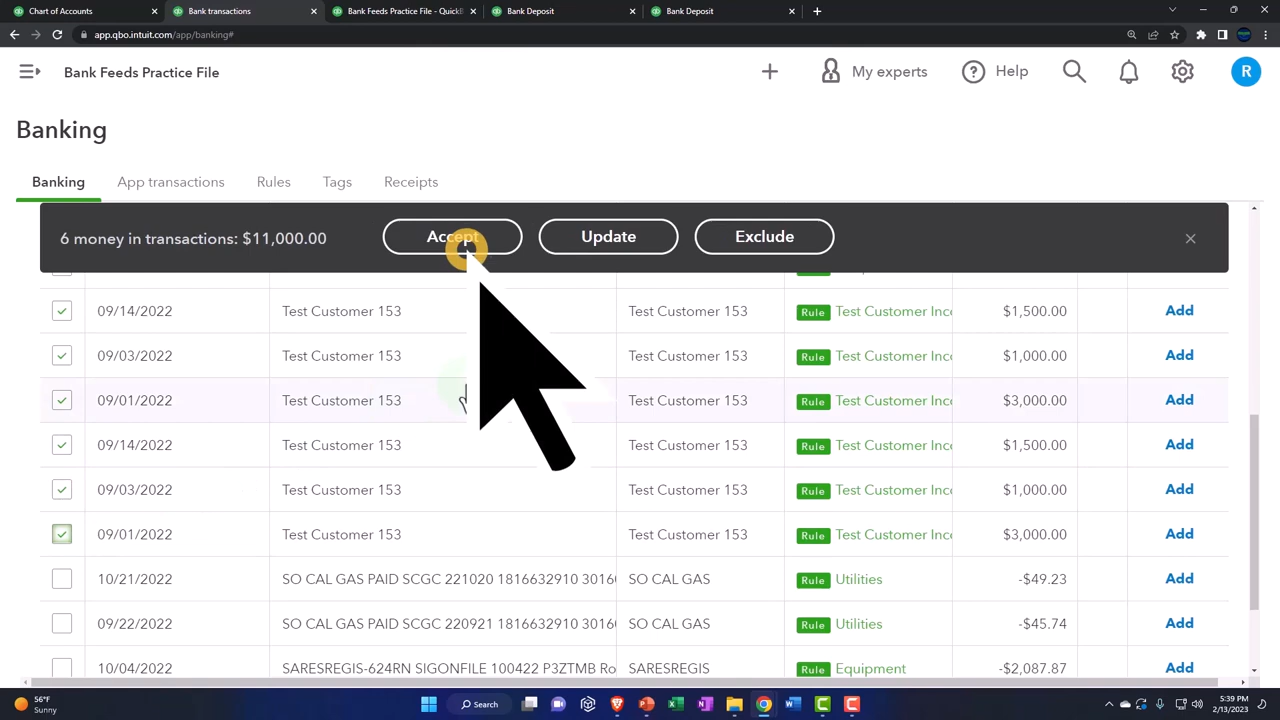 Chart of Accounts
Bank transactions
Bank Feeds Practice File - Quickb
Bank Deposit
Bank Deposit
app.qbo.intuit.com/app/banking#
Bank Feeds Practice File
My experts
Help
R
Banking
Banking App transactions Rules Tags Receipts
6 money in transactions: $11,000.00 Accept Update Exclude
09/14/2022 Test Customer 153 Test Customer 153 Rule Test Customer Inc $1,500.00 Add
09/03/2022 Test Customer 153 Test Customer 153 Rule Test Customer Inc $1,000.00 Add
09/01/2022 Test Customer 153 Test Customer 153 Rule Test Customer Inc $3,000.00 Add
09/14/2022 Test Customer 153 Test Customer 153 Rule Test Customer Inc $1,500.00 Add
09/03/2022 Test Customer 153 Test Customer 153 Rule Test Customer Inc $1,000.00 Add
09/01/2022 Test Customer 153 Test Customer 153 Rule Test Customer Inc $3,000.00 Add
10/21/2022 SO CAL GAS PAID SCGC 221020 1816632910 3016 SO CAL GAS Rule Utilities -$49.23 Add
09/22/2022 SO CAL GAS PAID SCGC 220921 1816632910 3016 SO CAL GAS Rule Utilities -$45.74 Add
10/04/2022 SARESREGIS-624RN SIGONFILE 100422 P3ZTMB Ro SARESREGIS Rule Equipment -$2,087.87 Add
56°F
Sunny
Search
5:39 PM
2/13/2023